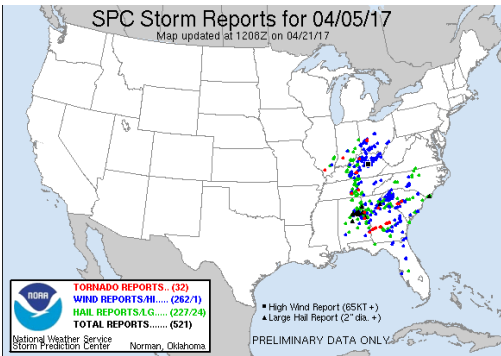 SPC Storm Reports for 04/05/17
Map updated at 1208Z on 04/21/17
TORNADO REPORTS.. (32)
WIND REPORTS/HI..... (262/1)
HAIL REPORTS/LG..... (227/24)
TOTAL REPORTS....... (521)
NOAA
National Weather Service
Storm Prediction Center Norman, Oklahoma
High Wind Report (65KT +)
Large Hail Report (2" dia. +)
PRELIMINARY DATA ONLY